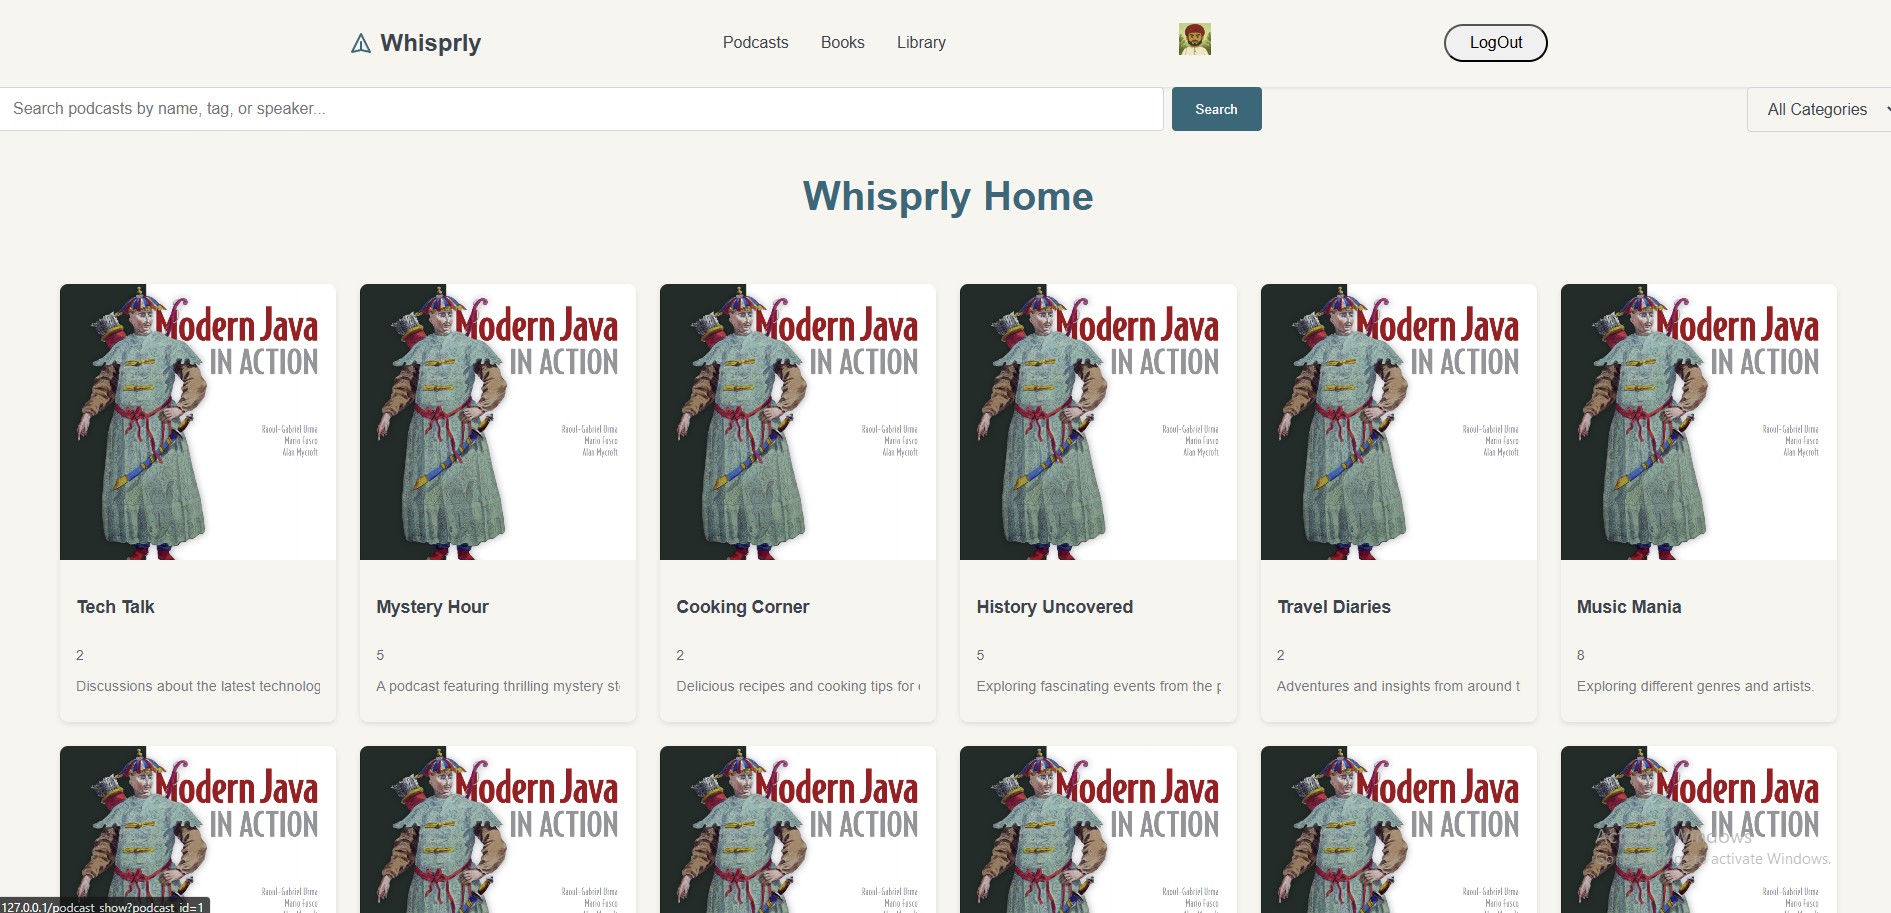 Whisprly
Podcasts Books Library
LogOut
Search podcasts by name, tag, or speaker...
Search
All Categories
Whisprly Home
Modern Java
IN ACTION
Raoul-Gabriel Urma
Mario Fusco
Alan Mycroft
Tech Talk
2
Discussions about the latest technolog
Modern Java
IN ACTION
Raoul-Gabriel Urma
Mario Fusco
Alan Mycroft
Mystery Hour
5
A podcast featuring thrilling mystery st
Modern Java
IN ACTION
Raoul-Gabriel Urma
Mario Fusco
Alan Mycroft
Cooking Corner
2
Delicious recipes and cooking tips for
Modern Java
IN ACTION
Raoul-Gabriel Urma
Mario Fusco
Alan Mycroft
History Uncovered
5
Exploring fascinating events from the p
Modern Java
IN ACTION
Raoul-Gabriel Urma
Mario Fusco
Alan Mycroft
Travel Diaries
2
Adventures and insights from around t
Modern Java
IN ACTION
Raoul-Gabriel Urma
Mario Fusco
Alan Mycroft
Music Mania
8
Exploring different genres and artists.
Modern Java
IN ACTION
Raoul-Gabriel Urma
Mario Fusco
Modern Java
IN ACTION
Raoul-Gabriel Urma
Mario Fusco
Modern Java
IN ACTION
Raoul-Gabriel Urma
Mario Fusco
Modern Java
IN ACTION
Raoul-Gabriel Urma
Mario Fusco
Modern Java
IN ACTION
Raoul-Gabriel Urma
Mario Fusco
Modern Java
IN ACTION
Raoul-Gabriel Urma
Mario Fusco
activate Windows.
127.0.0.1/podcast_show?podcast_id=1